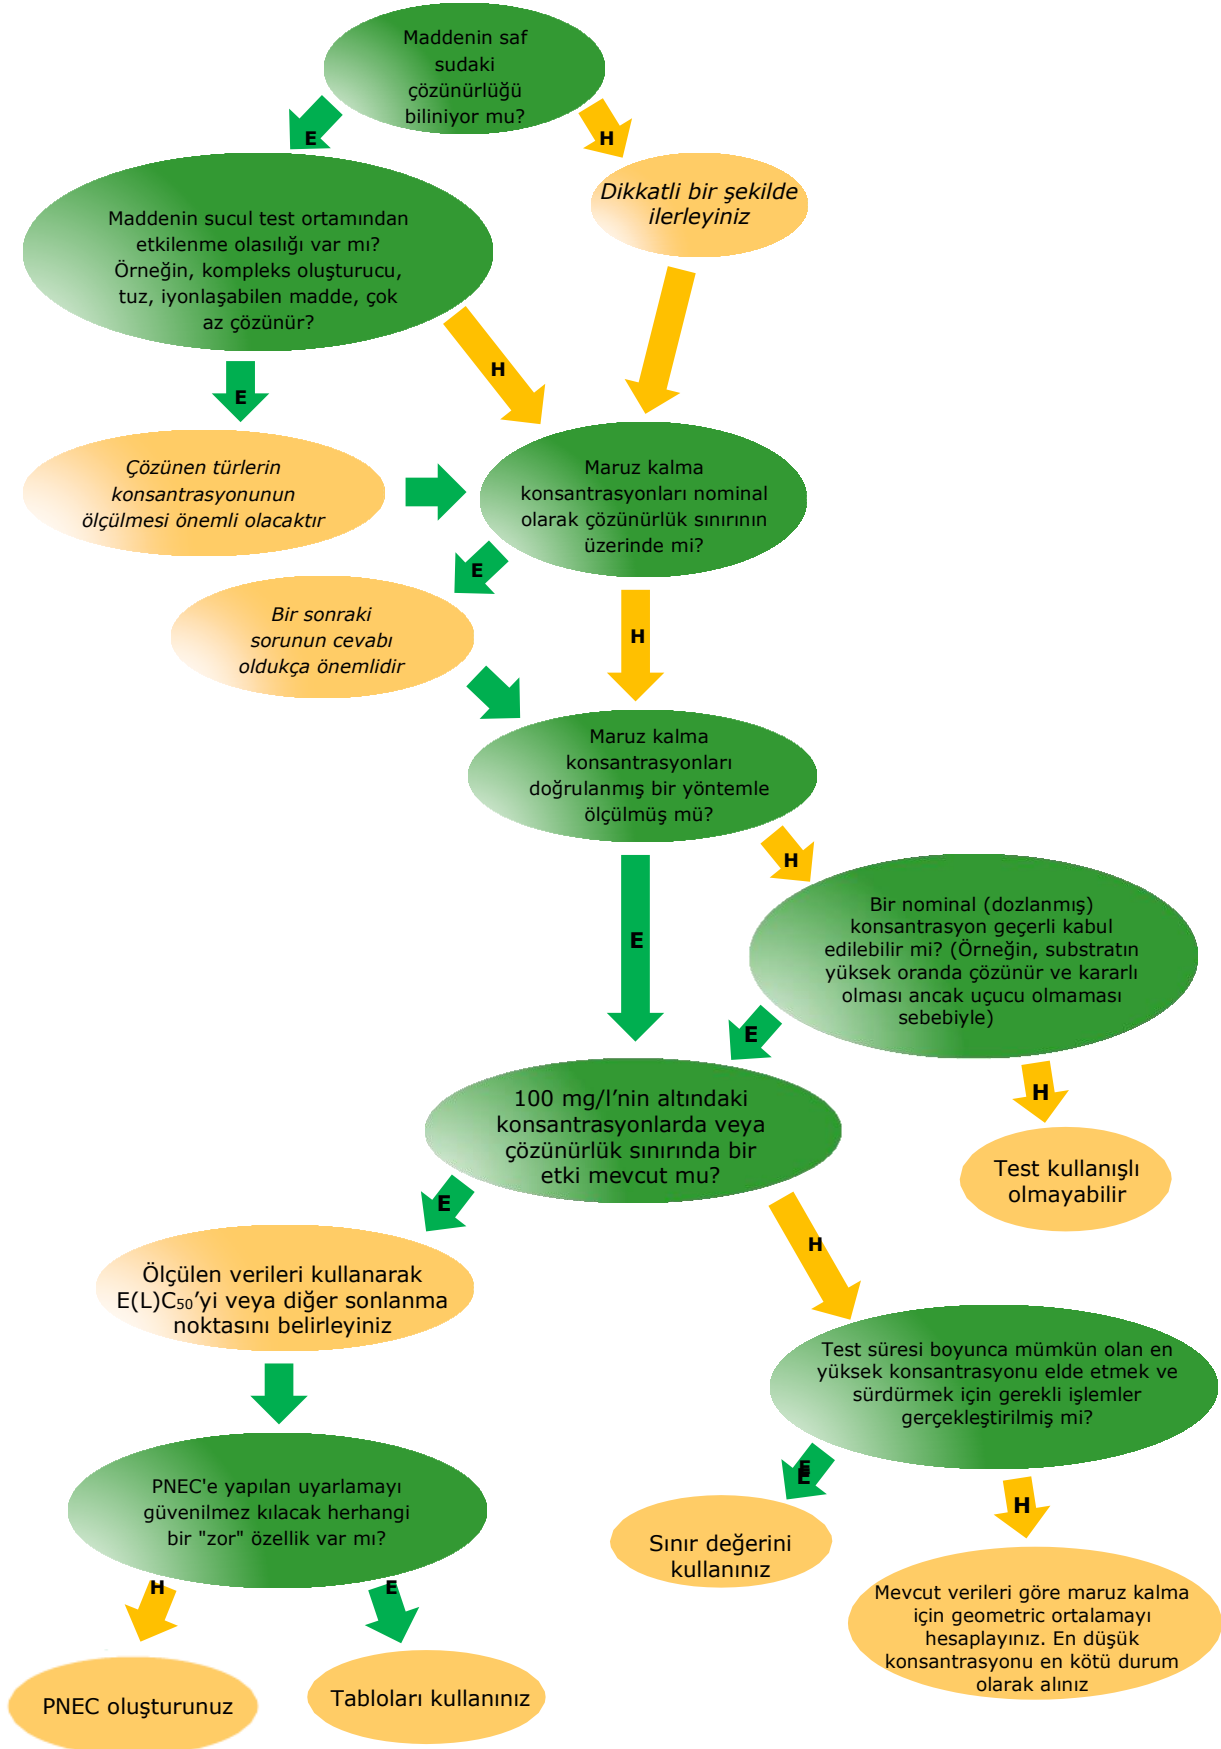 Maddenin saf
sudaki
çözünürlüğü
biliniyor mu?
E
H
Dikkatli bir şekilde
ilerleyiniz
Maddenin sucul test ortamından
etkilenme olasılığı var mı?
Örneğin, kompleks oluşturucu,
tuz, iyonlaşabilen madde, çok
az çözünür?
H
E
Çözünen türlerin
konsantrasyonunun
ölçülmesi önemli olacaktır
Maruz kalma
konsantrasyonları nominal
olarak çözünürlük sınırının
üzerinde mi?
E
Bir sonraki
sorunun cevabı
oldukça önemlidir
H
Maruz kalma
konsantrasyonları
doğrulanmış bir yöntemle
ölçülmüş mü?
H
E
Bir nominal (dozlanmış)
konsantrasyon geçerli kabul
edilebilir mi? (Örneğin, substratın
yüksek oranda çözünür ve kararlı
olması ancak uçucu olmaması
sebebiyle)
E
H
Test kullanışlı
olmayabilir
100 mg/l’nin altındaki
konsantrasyonlarda veya
çözünürlük sınırında bir
etki mevcut mu?
E
H
Ölçülen verileri kullanarak
E(L)C50’yi veya diğer sonlanma
noktasını belirleyiniz
Test süresi boyunca mümkün olan en
yüksek konsantrasyonu elde etmek ve
sürdürmek için gerekli işlemler
gerçekleştirilmiş mi?
E
E
H
PNEC'e yapılan uyarlamayı
güvenilmez kılacak herhangi
bir "zor" özellik var mı?
Sınır değerini
kullanınız
H
E
Mevcut verileri göre maruz kalma
için geometric ortalamayı
hesaplayınız. En düşük
konsantrasyonu en kötü durum
olarak alınız
PNEC oluşturunuz
Tabloları kullanınız